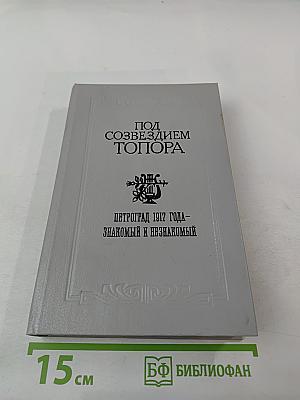 ПОД
СОЗВЕЗДИЕМ
ТОПОРА
ПЕТРОГРАД 1917 ГОДА—
ЗНАКОМЫЙ И НЕЗНАКОМЫЙ
15 см
БФ БИБЛИОФАН